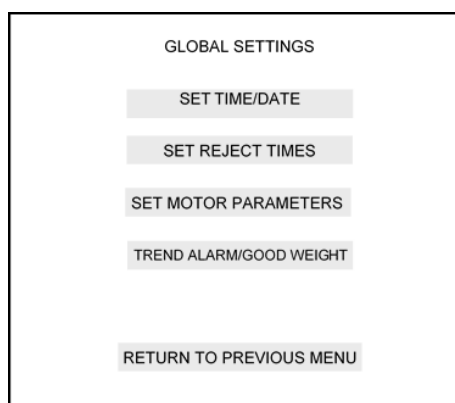 GLOBAL SETTINGS
SET TIME/DATE
SET REJECT TIMES
SET MOTOR PARAMETERS
TREND ALARM/GOOD WEIGHT
RETURN TO PREVIOUS MENU